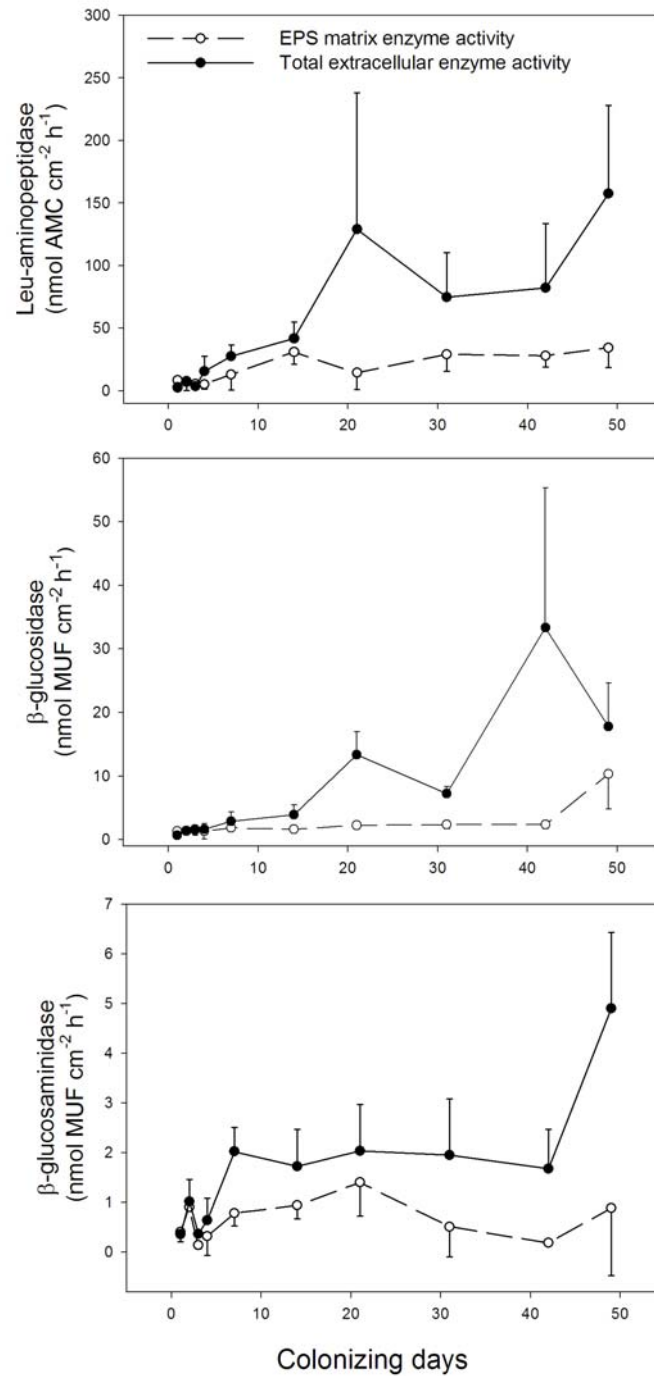 300
EPS matrix enzyme activity
Total extracellular enzyme activity
250
200
150
100
50
0
Leu-aminopeptidase
(nmol AMC cm-2 h-1)
0 10 20 30 40 50
60
50
40
30
20
10
0
β-glucosidase
(nmol MUF cm-2 h-1)
0 10 20 30 40 50
7
6
5
4
3
2
1
0
β-glucosaminidase
(nmol MUF cm-2 h-1)
0 10 20 30 40 50
Colonizing days